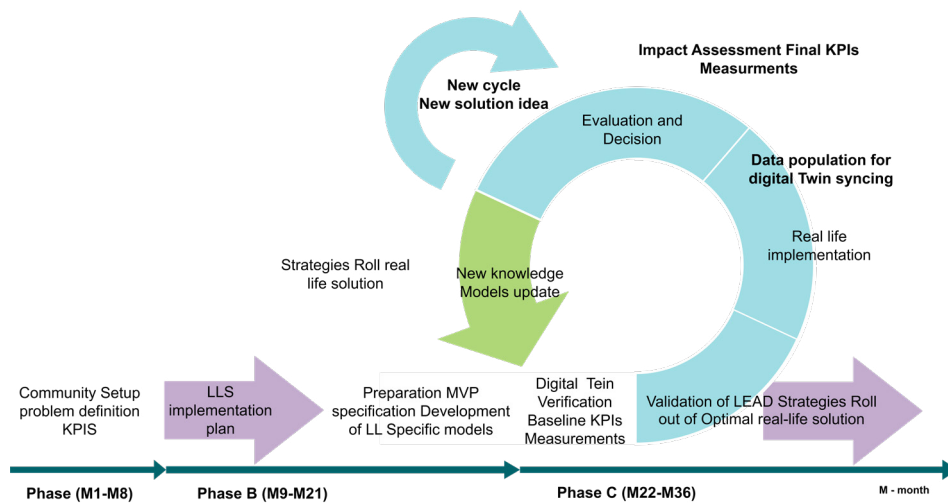 Impact Assessment Final KPIs
Measurments
New cycle
New solution idea
Evaluation and
Decision
Data population for
digital Twin syncing
Real life
implementation
Strategies Roll real
life solution
New knowledge
Models update
Community Setup
problem definition
KPIS
LLS
implementation
plan
Preparation MVP
specification Development
of LL Specific models
Digital Tein
Verification
Baseline KPIs
Measurements
Validation of LEAD Strategies Roll
out of Optimal real-life solution
Phase (M1-M8)
Phase B (M9-M21)
Phase C (M22-M36)
M - month